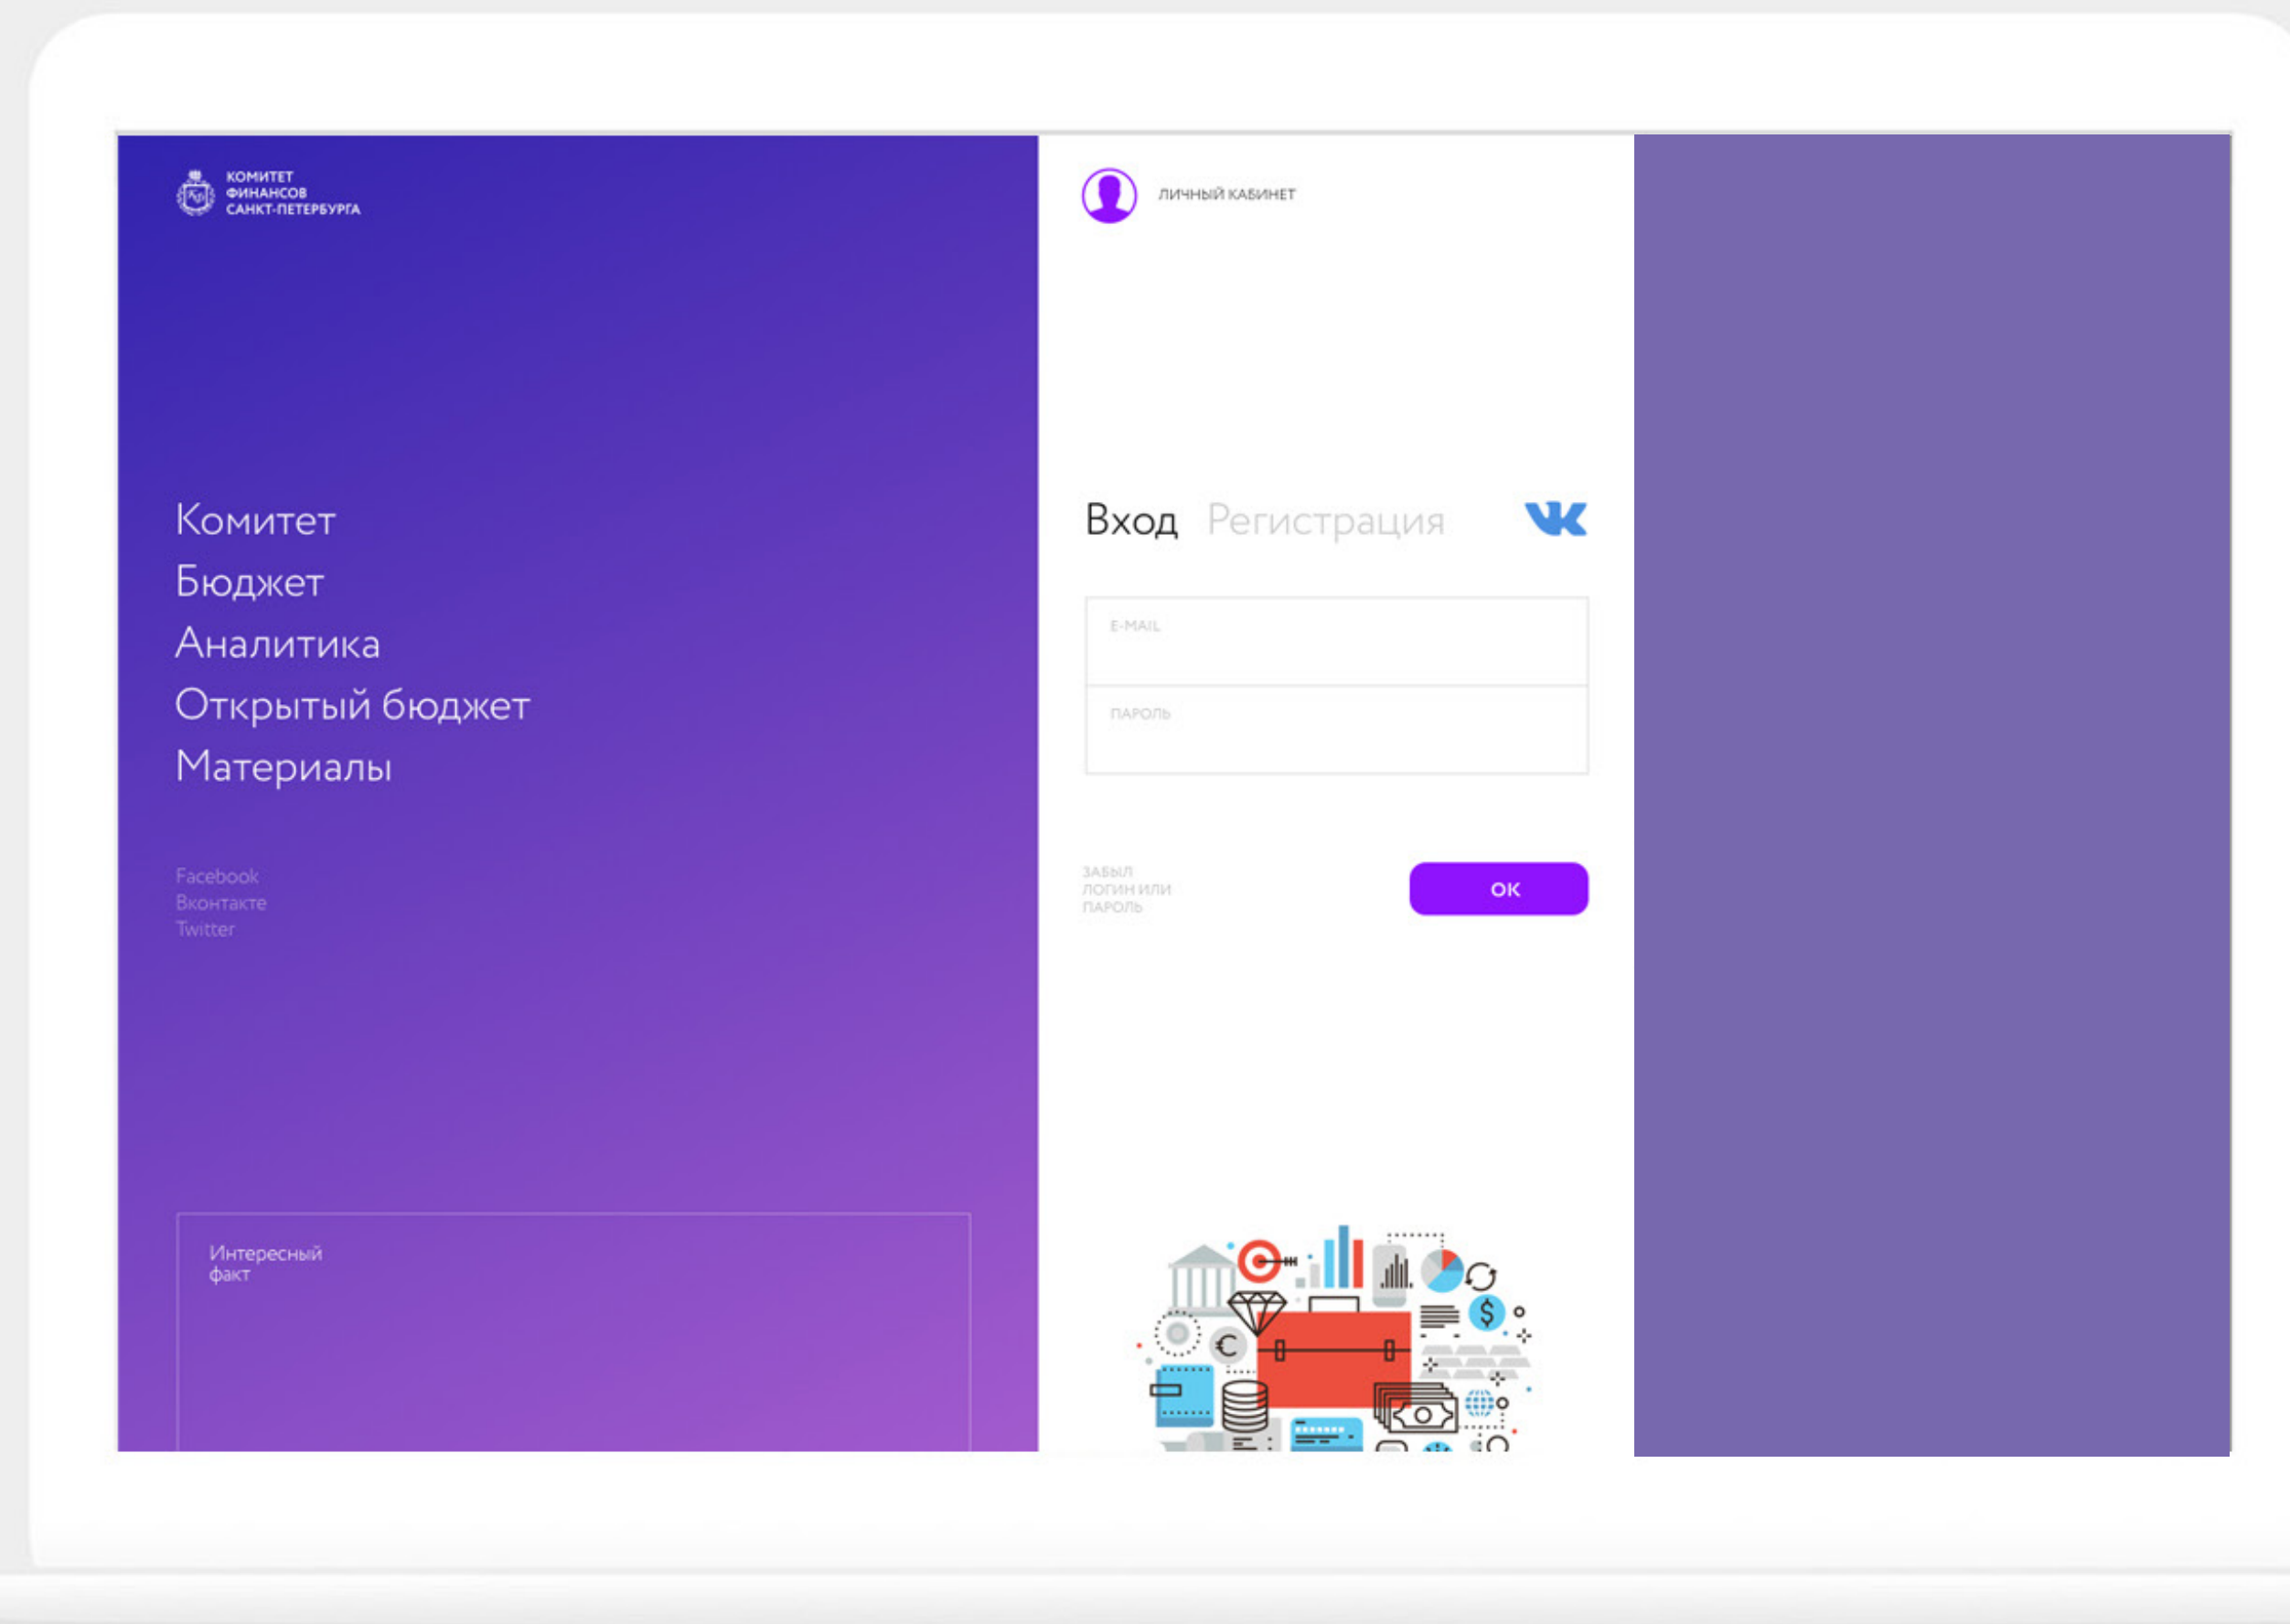 КОМИТЕТ
ФИНАНСОВ
САНКТ-ПЕТЕРБУРГА
Комитет
Бюджет
Аналитика
Открытый бюджет
Материалы
Facebook
Вконтакте
Twitter
Интересный
факт
ЛИЧНЫЙ КАБИНЕТ
Вход Регистрация
E-MAIL
ПАРОЛЬ
ЗАБЫЛ
ЛОГИН ИЛИ
ПАРОЛЬ
ОК